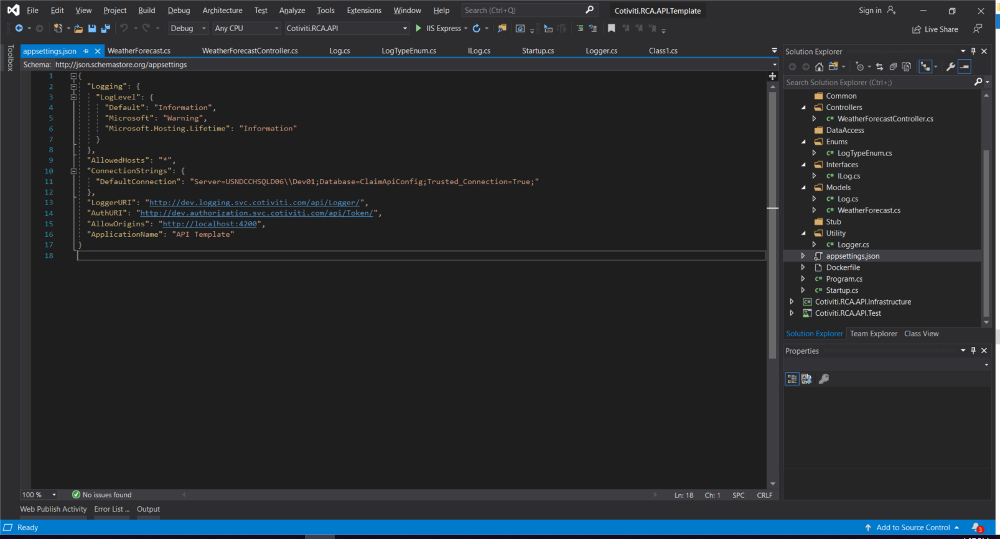 File Edit View Project Build Debug Architecture Test Analyze Tools Extensions Window Help Search (Ctrl+Q) Cotiviti.RCA.API.Template Sign in
Debug Any CPU Cotiviti.RCA.API IIS Express Live Share
Toolbox
appsettings.json WeatherForecast.cs WeatherForecastController.cs Log.cs LogTypeEnum.cs ILog.cs Startup.cs Logger.cs Class1.cs
Schema: http://json.schemastore.org/appsettings
1 {
2 "Logging": {
3 "LogLevel": {
4 "Default": "Information",
5 "Microsoft": "Warning",
6 "Microsoft.Hosting.Lifetime": "Information"
7 }
8 },
9 "AllowedHosts": "*",
10 "ConnectionStrings": {
11 "DefaultConnection": "Server=USNDCCHSQLD06\\Dev01;Database=ClaimApiConfig;Trusted_Connection=True;"
12 },
13 "LoggerURI": "http://dev.logging.svc.cotiviti.com/api/Logger/",
14 "AuthURI": "http://dev.authorization.svc.cotiviti.com/api/Token/",
15 "AllowOrigins": "http://localhost:4200",
16 "ApplicationName": "API Template"
17 }
18
100 % No issues found Ln: 18 Ch: 1 SPC CRLF
Solution Explorer
Search Solution Explorer (Ctrl+;)
Common
Controllers
C# WeatherForecastController.cs
DataAccess
Enums
C# LogTypeEnum.cs
Interfaces
C# ILog.cs
Models
C# Log.cs
C# WeatherForecast.cs
Stub
Utility
C# Logger.cs
appsettings.json
Dockerfile
C# Program.cs
C# Startup.cs
C# Cotiviti.RCA.API.Infrastructure
Cotiviti.RCA.API.Test
Solution Explorer Team Explorer Class View
Properties
Web Publish Activity Error List ... Output
Ready Add to Source Control 3